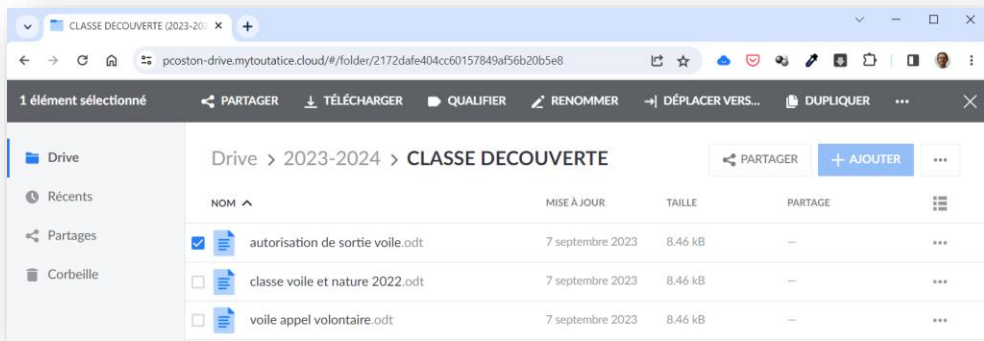 CLASSE DECOUVERTE (2023-202
pcoston-drive.mytoutatice.cloud/#/folder/2172dafe404cc60157849af56b20b5e8
1 élément sélectionné PARTAGER TÉLÉCHARGER QUALIFIER RENOMMER DÉPLACER VERS... DUPLIQUER
Drive
Récents
Partages
Corbeille
Drive > 2023-2024 > CLASSE DECOUVERTE PARTAGER + AJOUTER
NOM MISE À JOUR TAILLE PARTAGE
autorisation de sortie voile.odt 7 septembre 2023 8.46 kB —
classe voile et nature 2022.odt 7 septembre 2023 8.46 kB —
voile appel volontaire.odt 7 septembre 2023 8.46 kB —